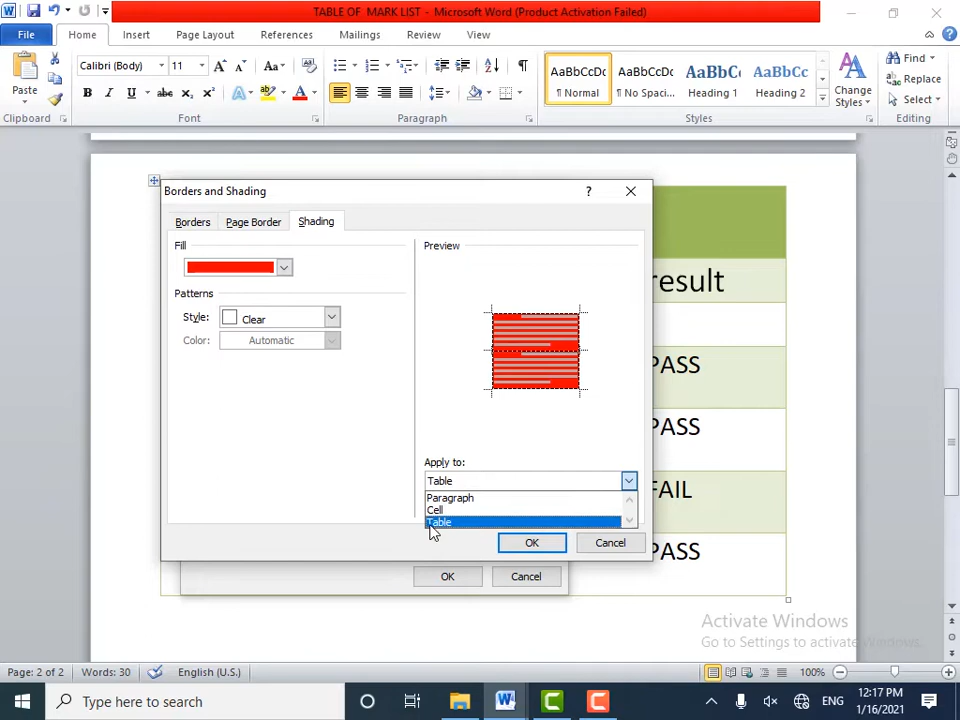 TABLE OF MARK LIST - Microsoft Word (Product Activation Failed)
File Home Insert Page Layout References Mailings Review View
Calibri (Body) 11
Paste
B I U abc X₂ X²
AaBbCcDc AaBbCcDc AaBbC AaBbCc
¶ Normal ¶ No Spaci... Heading 1 Heading 2
Change Styles
Find
Replace
Select
Clipboard Font Paragraph Styles Editing
Borders and Shading
Borders Page Border Shading
Fill
Patterns
Style: Clear
Color: Automatic
Preview
Apply to:
Table
Paragraph
Cell
Table
OK Cancel
OK Cancel
result
PASS
PASS
FAIL
PASS
Activate Windows
Go to Settings to activate Windows.
Page: 2 of 2 Words: 30 English (U.S.) 100%
Type here to search
ENG
12:17 PM
1/16/2021